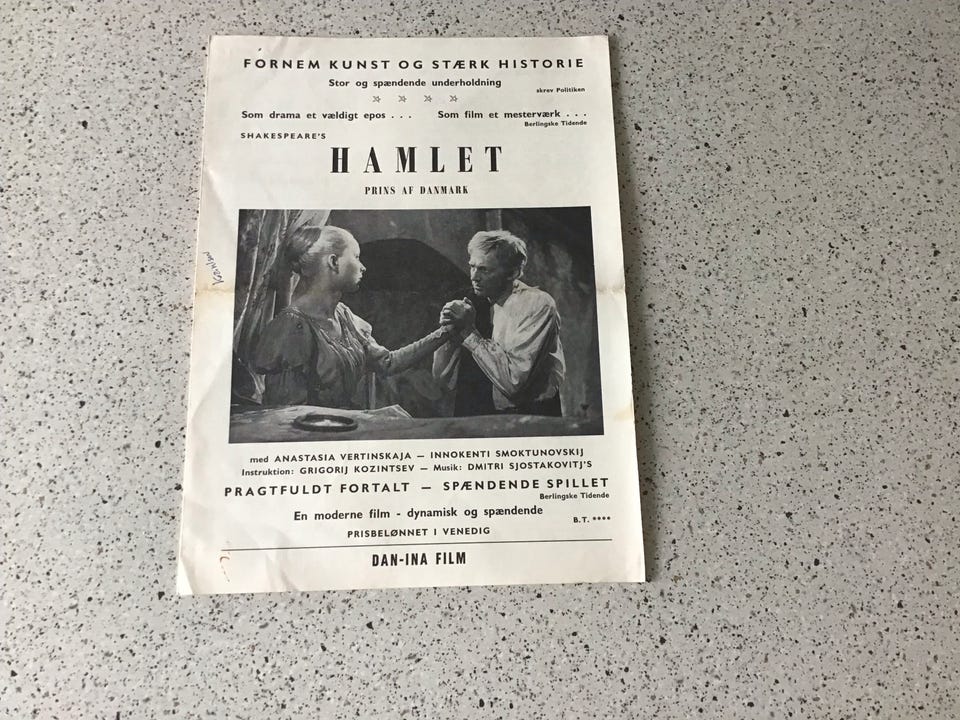 FORNEM KUNST OG STÆRK HISTORIE
Stor og spændende underholdning
skrev Politiken
Som drama et vældigt epos . . . Som film et mesterværk . . .
Berlingske Tidende
SHAKESPEARE'S
HAMLET
PRINS AF DANMARK
med ANASTASIA VERTINSKAJA — INNOKENTI SMOKTUNOVSKIJ
Instruktion: GRIGORIJ KOZINTSEV — Musik: DMITRI SJOSTAKOVITJ'S
PRAGTFULDT FORTALT — SPÆNDENDE SPILLET
Berlingske Tidende
En moderne film - dynamisk og spændende
B.T. ****
PRISBELØNNET I VENEDIG
DAN-INA FILM